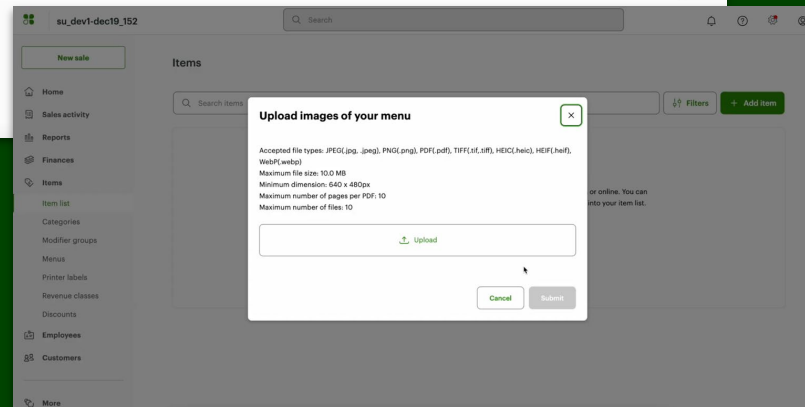 su_dev1-dec19_152
Search
New sale
Items
Home
Sales activity
Reports
Finances
Items
Item list
Categories
Modifier groups
Menus
Printer labels
Revenue classes
Discounts
Employees
Customers
More
Search items
Filters
+ Add item
or online. You can
into your item list.
Upload images of your menu
Accepted file types: JPEG(.jpg, .jpeg), PNG(.png), PDF(.pdf), TIFF(.tif,.tiff), HEIC(.heic), HEIF(.heif),
WebP(.webp)
Maximum file size: 10.0 MB
Minimum dimension: 640 x 480px
Maximum number of pages per PDF: 10
Maximum number of files: 10
Upload
Cancel
Submit